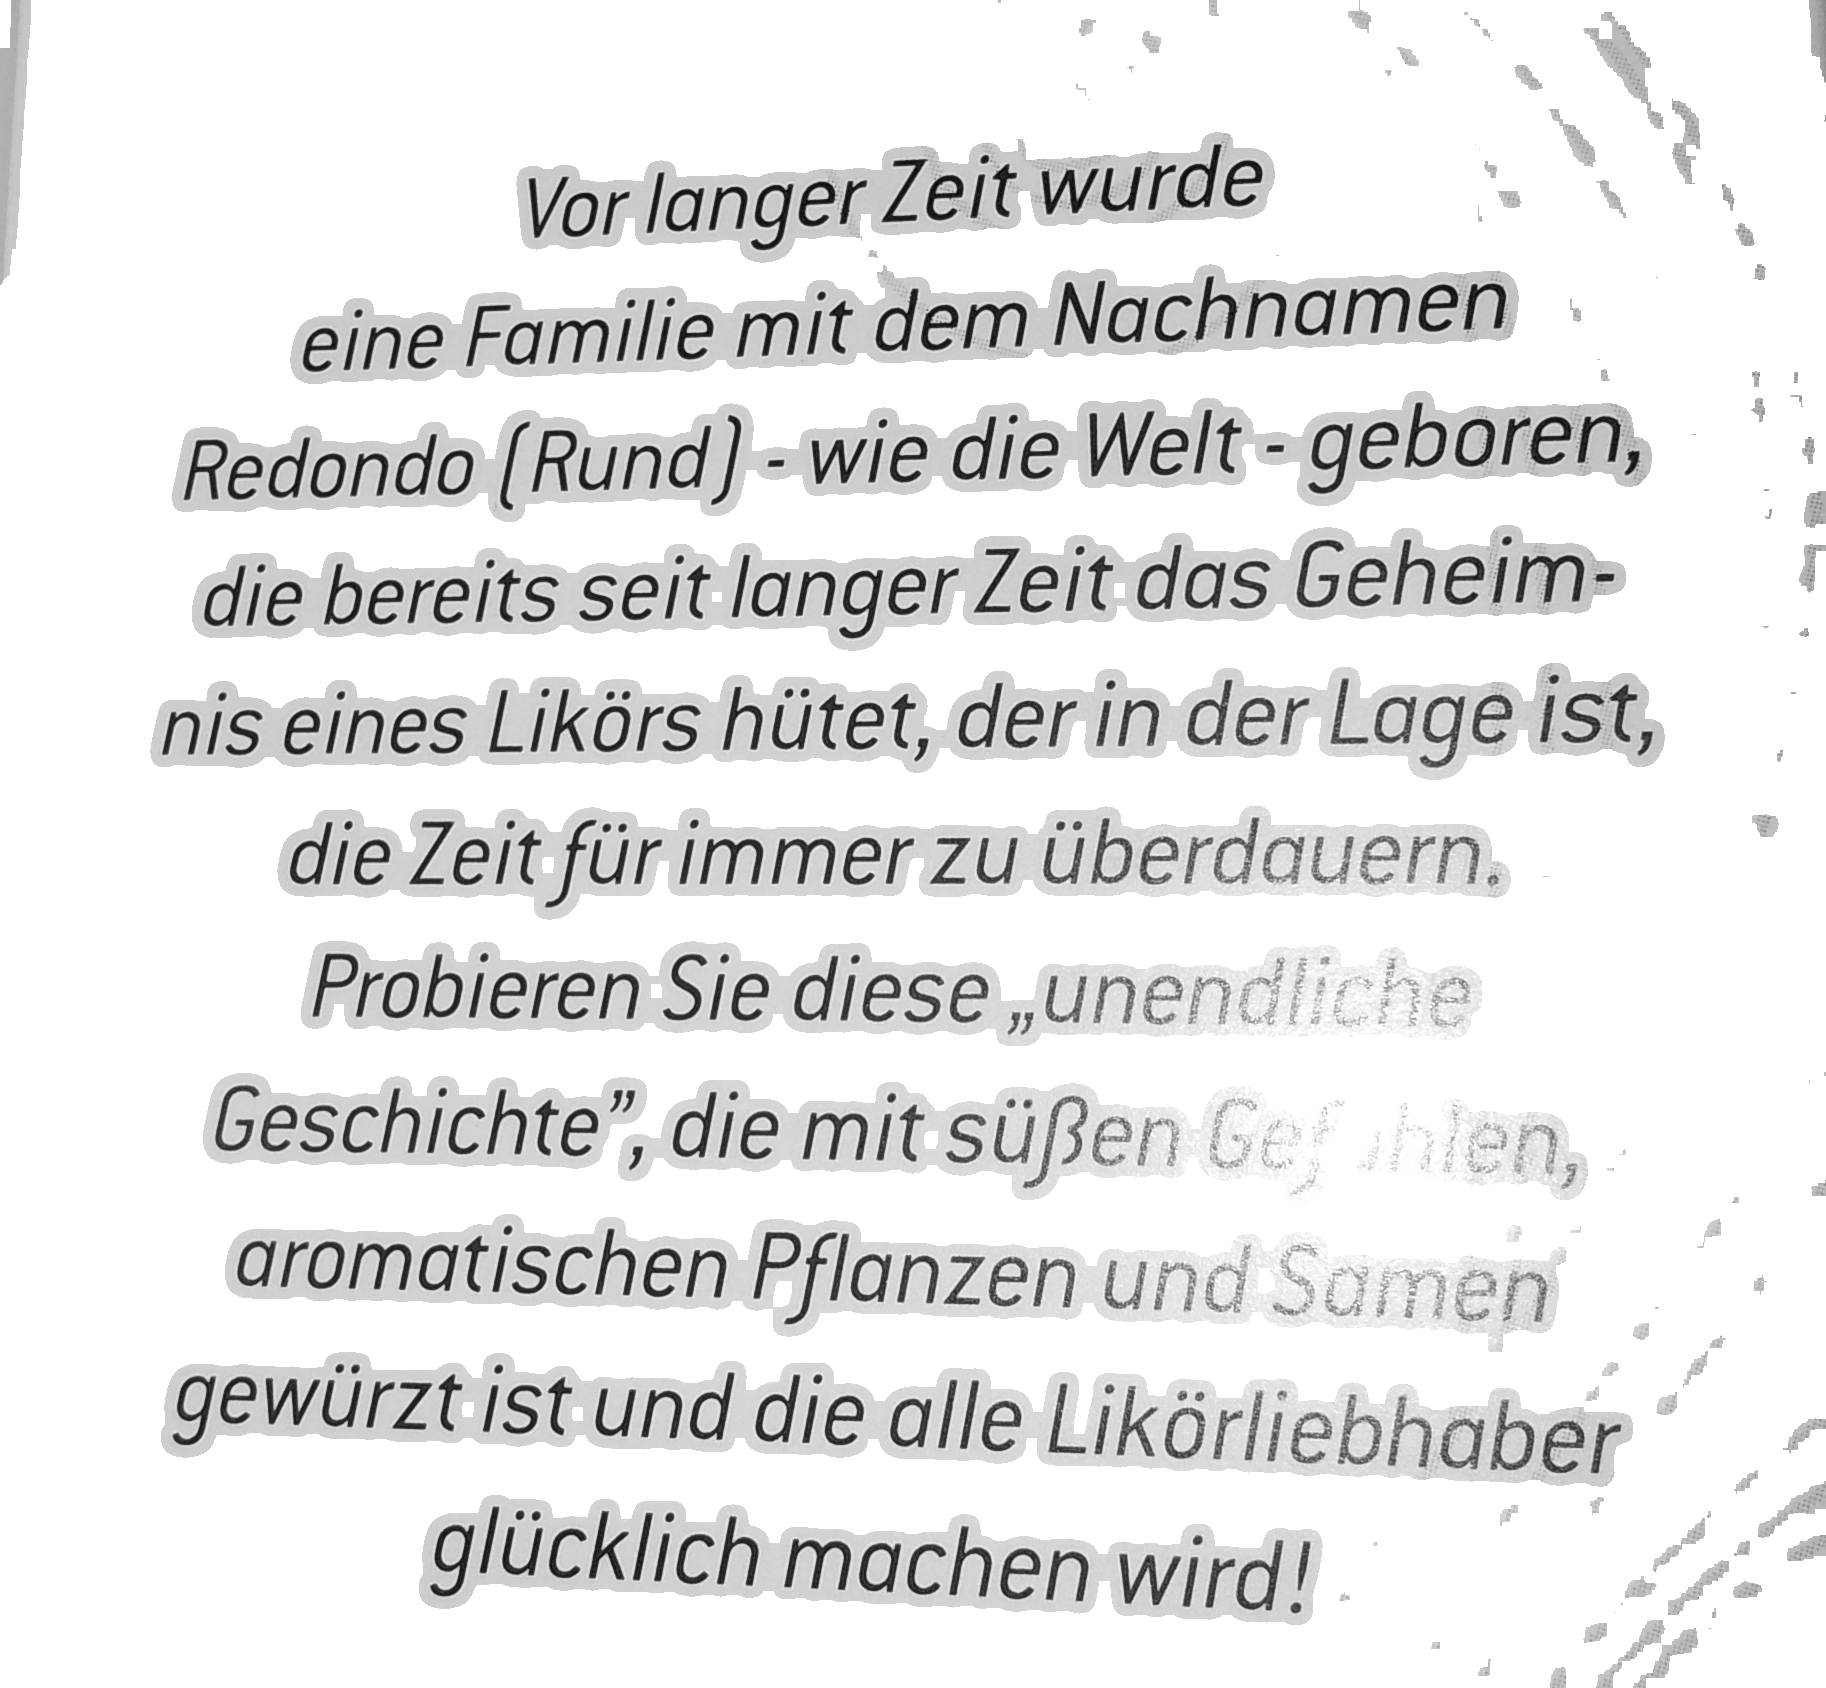 Vor langer Zeit wurde
eine Familie mit dem Nachnamen
Redondo (Rund) - wie die Welt - geboren,
die bereits seit langer Zeit das Geheim-
nis eines Likörs hütet, der in der Lage ist,
die Zeit für immer zu überdauern.
Probieren Sie diese „unendliche
Geschichte”, die mit süßen Gefühlen,
aromatischen Pflanzen und Samen
gewürzt ist und die alle Likörliebhaber
glücklich machen wird!